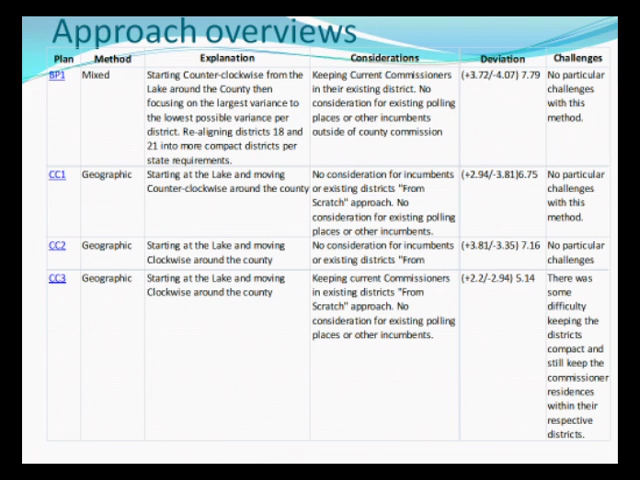 Approach overviews
Plan Method Explanation Considerations Deviation Challenges
BP1 Mixed Starting Counter-clockwise from the Keeping Current Commissioners (+3.72/-4.07) 7.79 No particular
Lake around the County then in their existing district. No challenges
focusing on the largest variance to consideration for existing polling with this
the lowest possible variance per places or other incumbents method.
district. Re-aligning districts 18 and outside of county commission
21 into more compact districts per
state requirements.
CC1 Geographic Starting at the Lake and moving No consideration for incumbents (+2.94/-3.81)6.75 No particular
Counter-clockwise around the county or existing districts "From challenges
Scratch" approach. No with this
consideration for existing polling method.
places or other incumbents.
CC2 Geographic Starting at the Lake and moving No consideration for incumbents (+3.81/-3.35) 7.16 No particular
Clockwise around the county or existing districts "From challenges
CC3 Geographic Starting at the Lake and moving Keeping current Commissioners (+2.2/-2.94) 5.14 There was
Clockwise around the county in existing districts "From some
Scratch" approach. No difficulty
consideration for existing polling keeping the
places or other incumbents. districts
compact and
still keep the
commissioner
residences
within their
respective
districts.